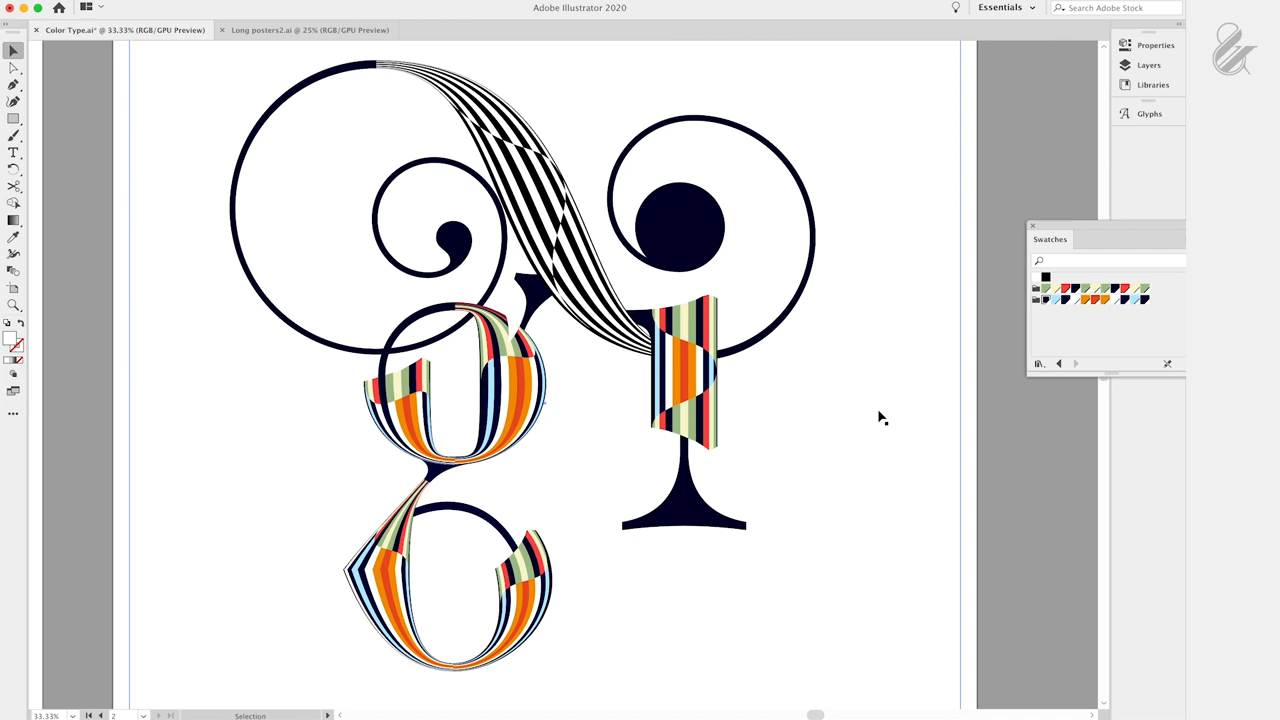 Adobe Illustrator 2020
Essentials
Search Adobe Stock
Color Type.ai* @ 33.33% (RGB/GPU Preview)
Long posters2.ai @ 25% (RGB/GPU Preview)
Properties
Layers
Libraries
Glyphs
Swatches
33.33%
2
Selection
&